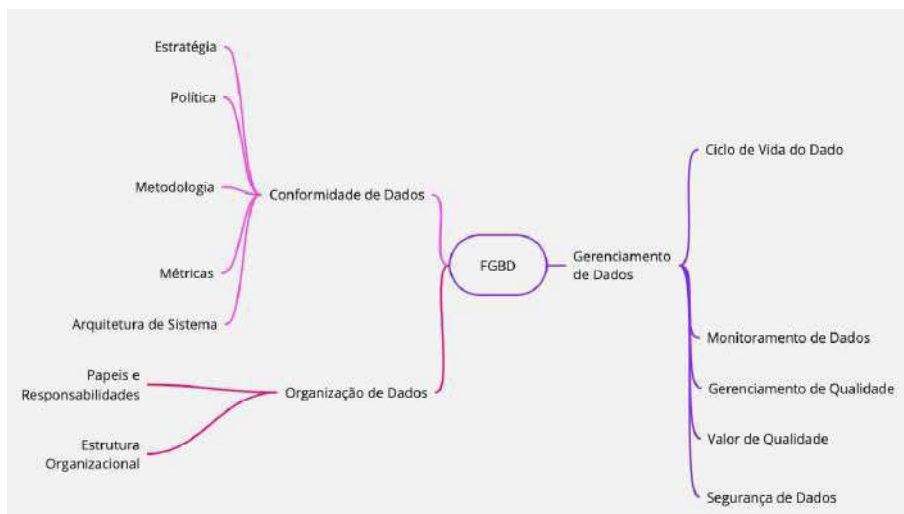 Estratégia
Política
Metodologia
Métricas
Arquitetura de Sistema
Conformidade de Dados
Papeis e
Responsabilidades
Estrutura
Organizacional
Organização de Dados
FGBD
Gerenciamento
de Dados
Ciclo de Vida do Dado
Monitoramento de Dados
Gerenciamento de Qualidade
Valor de Qualidade
Segurança de Dados